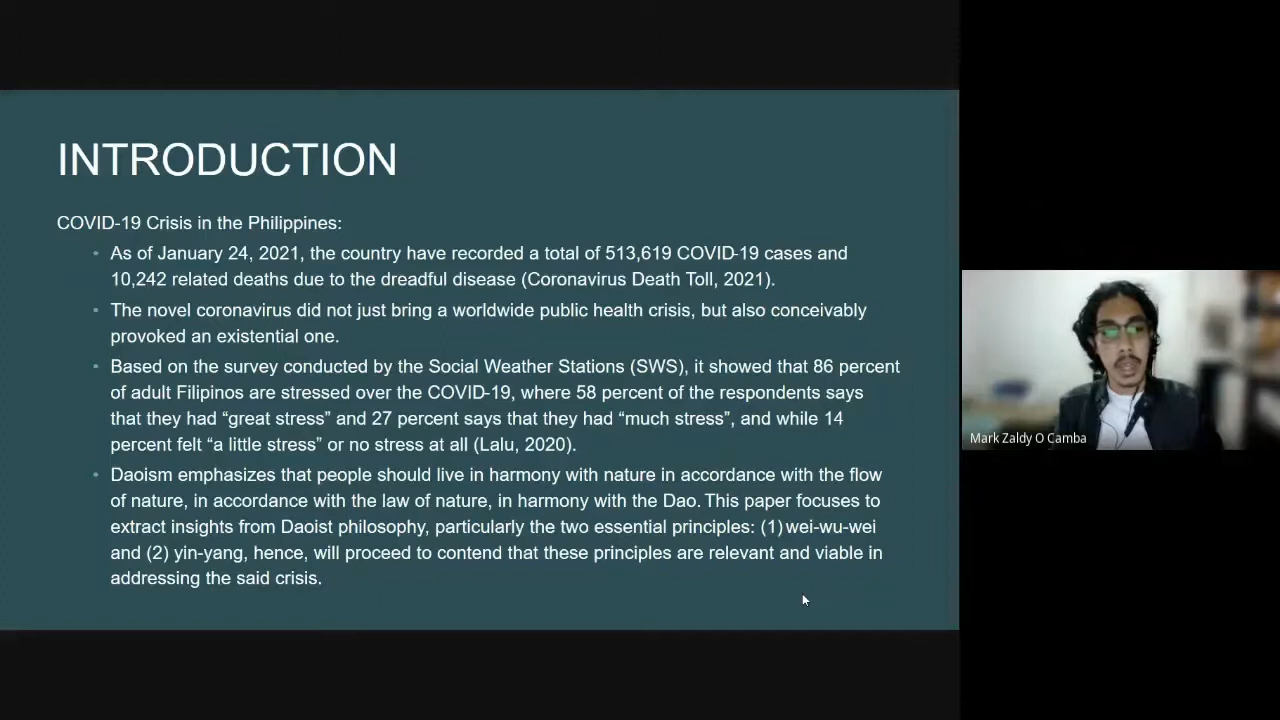 INTRODUCTION
COVID-19 Crisis in the Philippines:
As of January 24, 2021, the country have recorded a total of 513,619 COVID-19 cases and
10,242 related deaths due to the dreadful disease (Coronavirus Death Toll, 2021).
The novel coronavirus did not just bring a worldwide public health crisis, but also conceivably
provoked an existential one.
Based on the survey conducted by the Social Weather Stations (SWS), it showed that 86 percent
of adult Filipinos are stressed over the COVID-19, where 58 percent of the respondents says
that they had “great stress” and 27 percent says that they had “much stress”, and while 14
percent felt “a little stress” or no stress at all (Lalu, 2020).
Daoism emphasizes that people should live in harmony with nature in accordance with the flow
of nature, in accordance with the law of nature, in harmony with the Dao. This paper focuses to
extract insights from Daoist philosophy, particularly the two essential principles: (1) wei-wu-wei
and (2) yin-yang, hence, will proceed to contend that these principles are relevant and viable in
addressing the said crisis.
Mark Zaldy O Camba